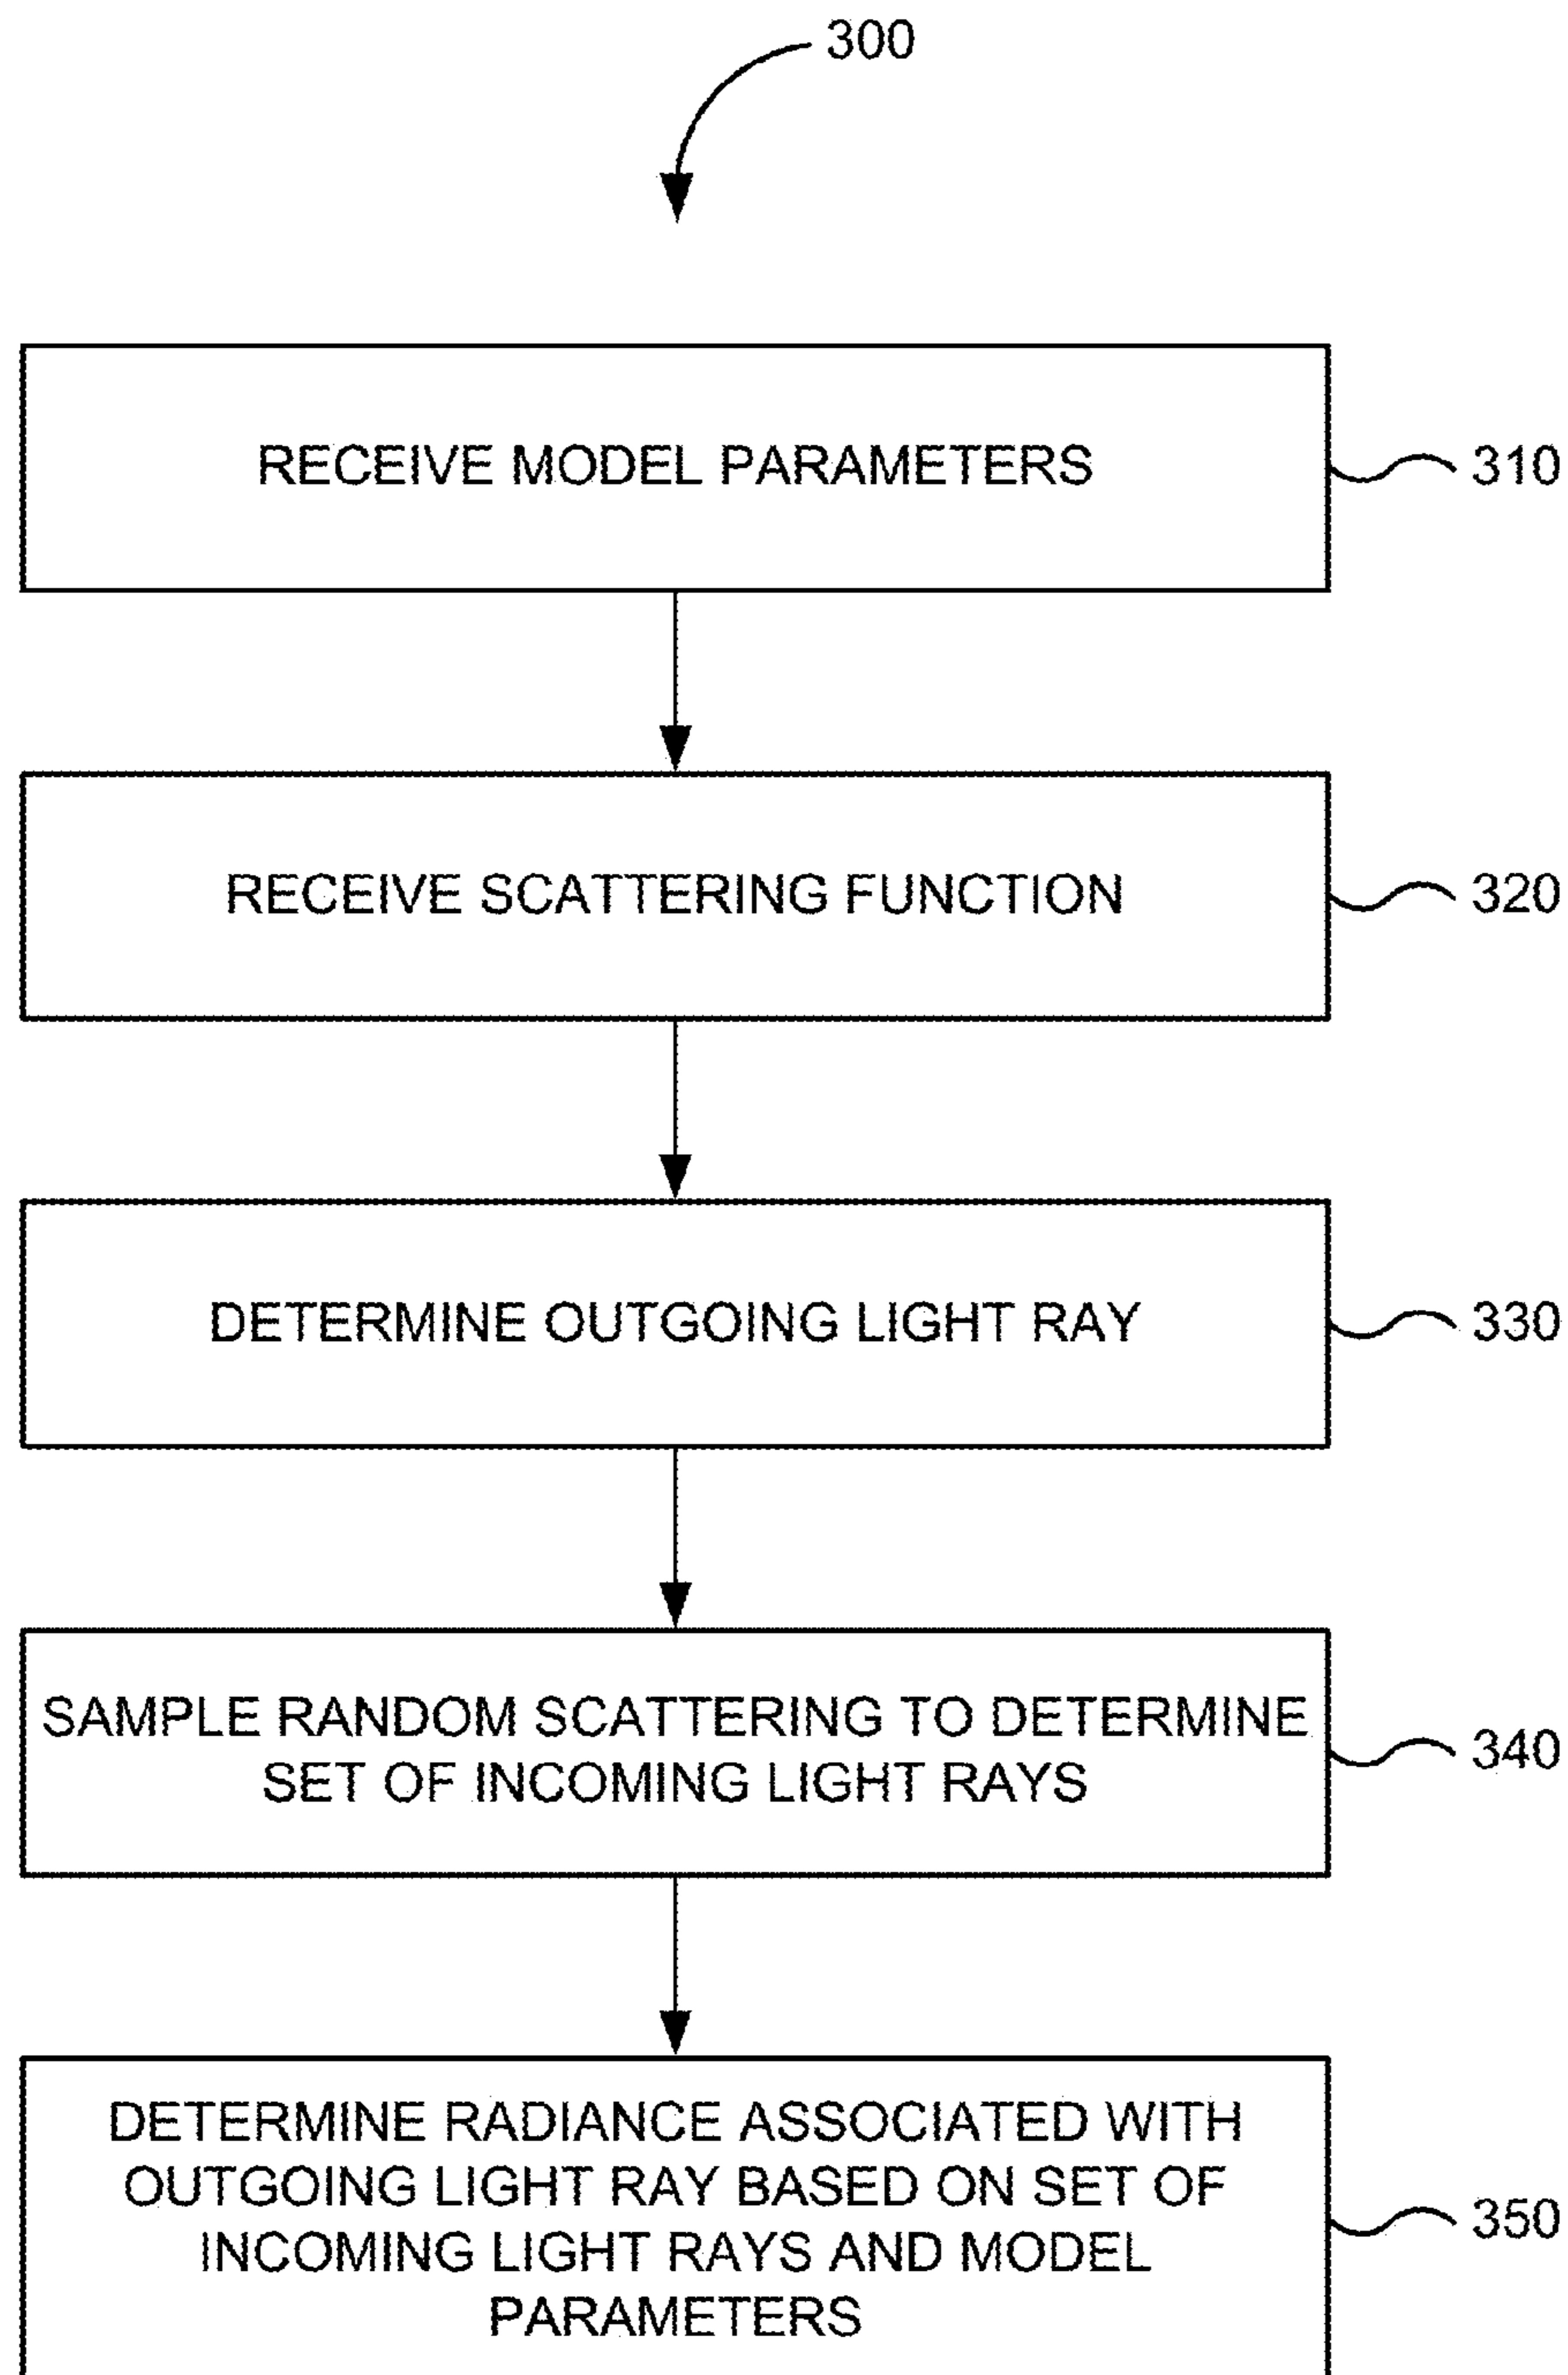 300
RECEIVE MODEL PARAMETERS
310
RECEIVE SCATTERING FUNCTION
320
DETERMINE OUTGOING LIGHT RAY
330
SAMPLE RANDOM SCATTERING TO DETERMINE
SET OF INCOMING LIGHT RAYS
340
DETERMINE RADIANCE ASSOCIATED WITH
OUTGOING LIGHT RAY BASED ON SET OF
INCOMING LIGHT RAYS AND MODEL
PARAMETERS
350